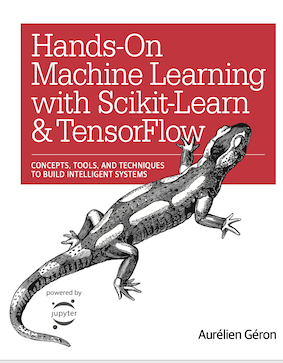 Hands-On
Machine Learning
with Scikit-Learn
& TensorFlow
CONCEPTS, TOOLS, AND TECHNIQUES
TO BUILD INTELLIGENT SYSTEMS
powered by
jupyter
Aurélien Géron